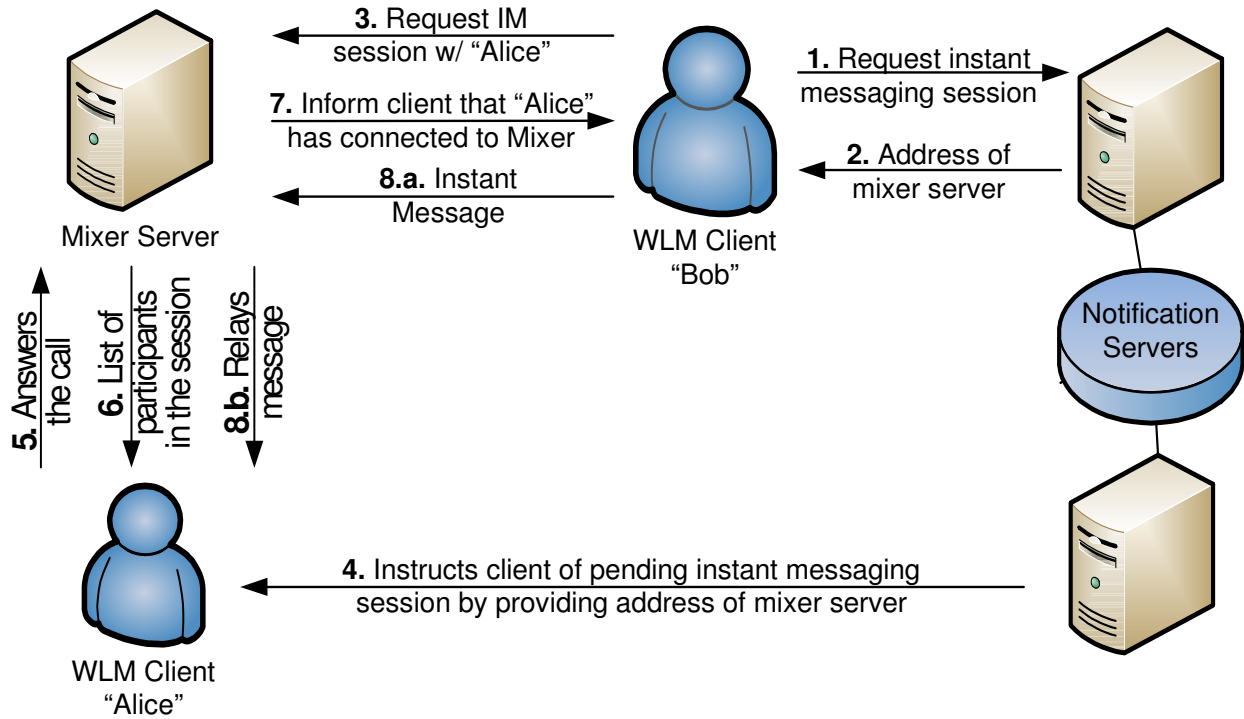 3. Request IM
session w/ “Alice”
1. Request instant
messaging session
7. Inform client that “Alice”
has connected to Mixer
2. Address of
mixer server
8.a. Instant
Message
Mixer Server
WLM Client
“Bob”
Notification
Servers
5. Answers
the call
6. List of
participants
in the session
8.b. Relays
message
4. Instructs client of pending instant messaging
session by providing address of mixer server
WLM Client
“Alice”